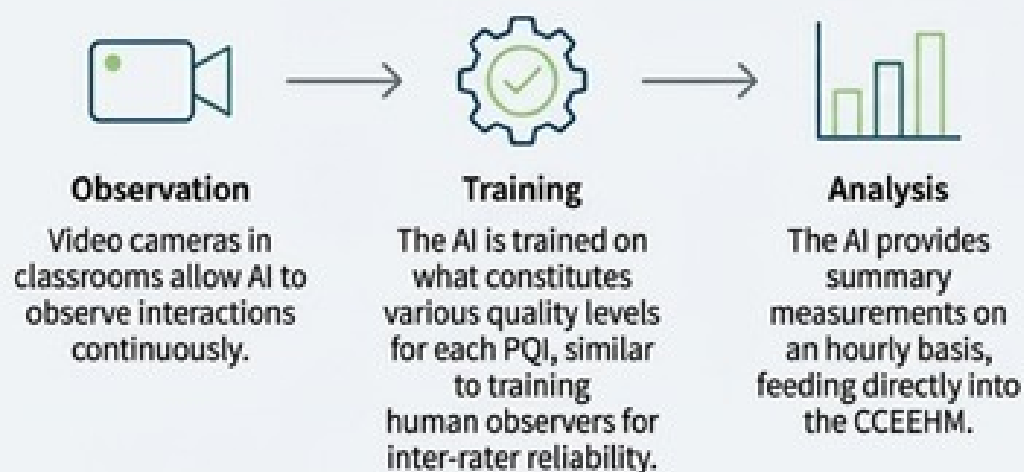 Observation
Video cameras in
classrooms allow AI to
observe interactions
continuously.
Training
The AI is trained on
what constitutes
various quality levels
for each PQI, similar
to training
human observers for
inter-rater reliability.
Analysis
The AI provides
summary
measurements on
an hourly basis,
feeding directly into
the CCEEHM.